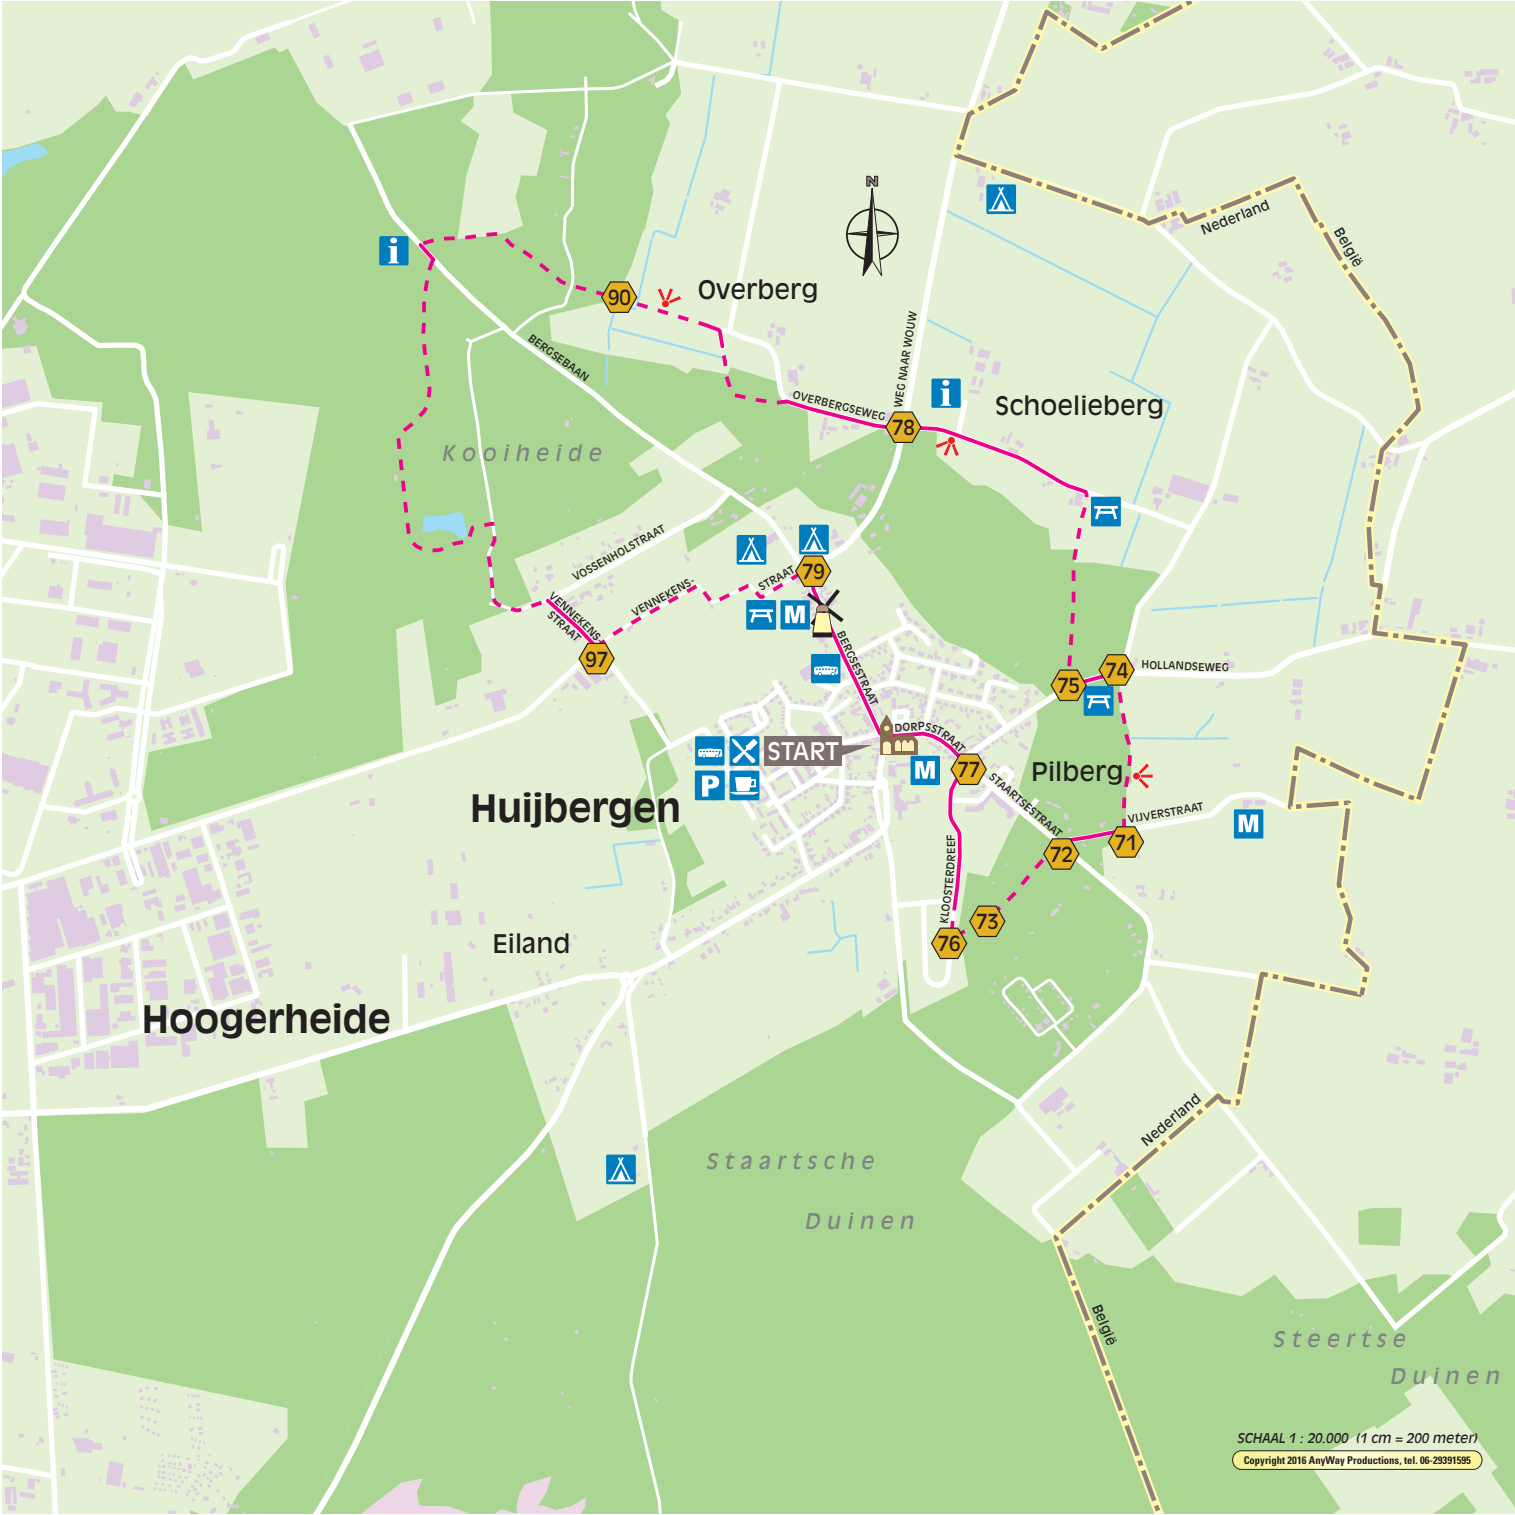 N
Nederland
België
i
90
Overberg
BERGSEBAAN
WEG NAAR WOUW
i
OVERBERGSEWEG
78
Schoelieberg
Kooiheide
VOSSENHOLSTRAAT
VENNEKENS-
STRAAT
79
VENNEKENS
STRAAT
97
M
BERGSESTRAAT
75
74
HOLLANDSEWEG
DORPSSTRAAT
START
P
M
77
Pilberg
STAARTSESTRAAT
Huijbergen
VIJVERSTRAAT
M
71
72
KLOOSTERDREEF
73
76
Eiland
Hoogerheide
Nederland
Staartsche
Duinen
België
Steertse
Duinen
SCHAAL 1 : 20.000 (1 cm = 200 meter)
Copyright 2016 AnyWay Productions, tel. 06-29391595